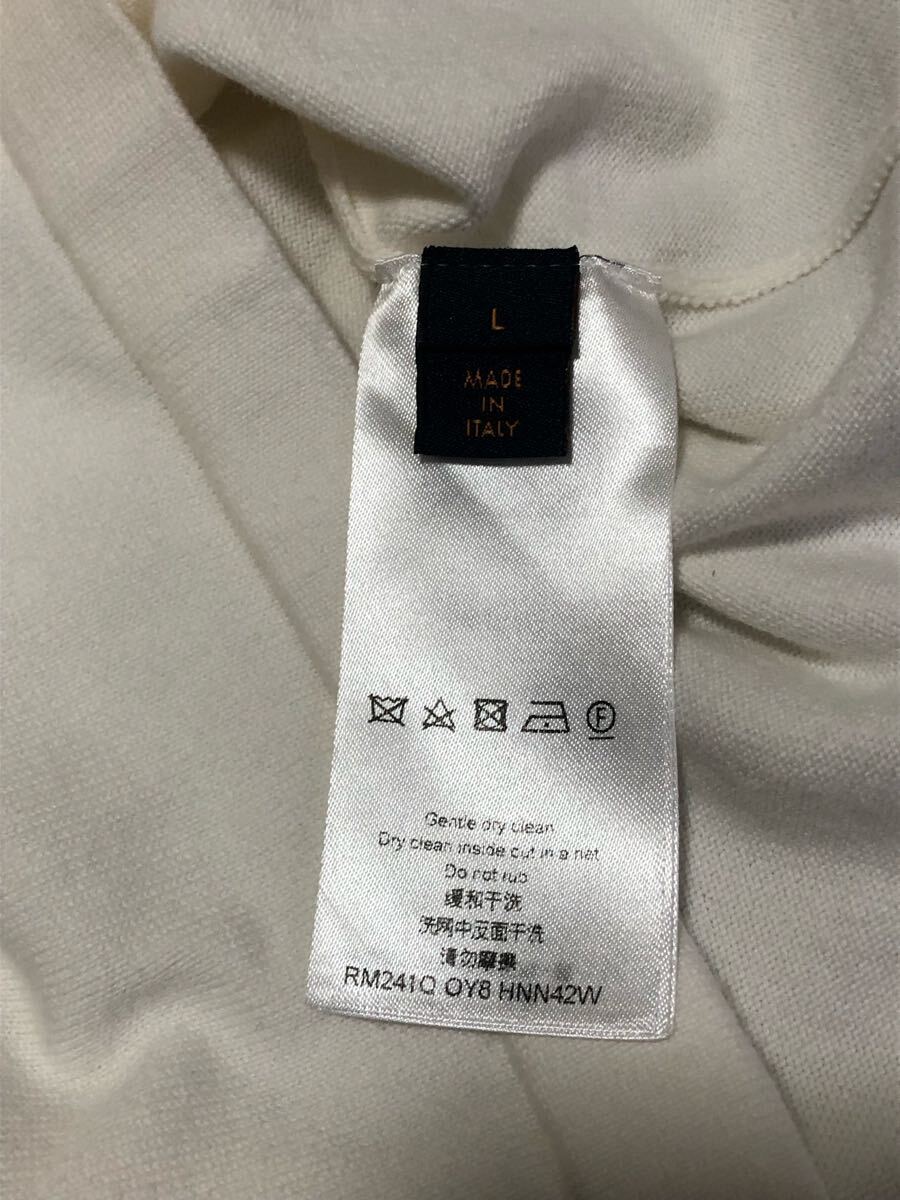 L
MADE
IN
ITALY
F
Gentle dry clean
Dry clean inside out in a net
Do not rub
缓和干洗
洗网中反面干洗
请勿摩擦
RM241Q OY8 HNN42W